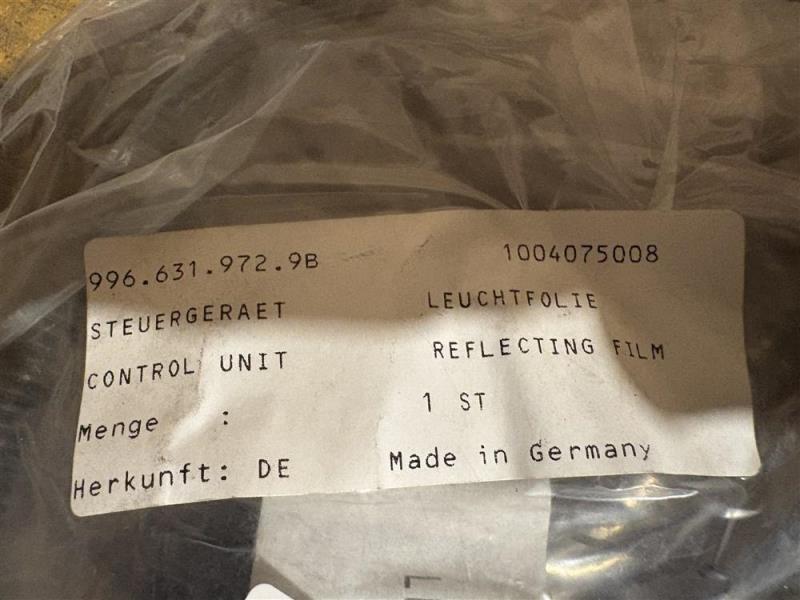 996.631.972.9B 1004075008
STEUERGERAET LEUCHTFOLIE
CONTROL UNIT REFLECTING FILM
Menge : 1 ST
Herkunft: DE Made in Germany